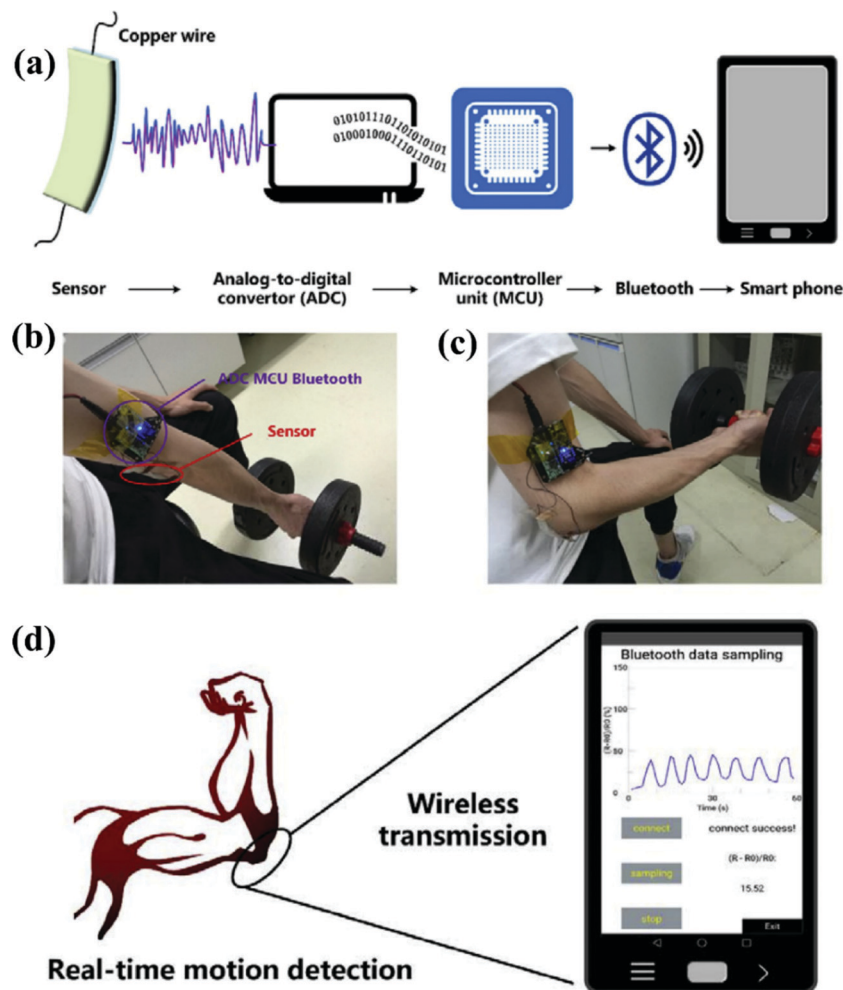 (a)
Copper wire
0101011101101010101
0100010001110110101
Sensor
Analog-to-digital
convertor (ADC)
Microcontroller
unit (MCU)
Bluetooth
Smart phone
(b)
ADC MCU Bluetooth
Sensor
(c)
(d)
Wireless
transmission
Real-time motion detection
Bluetooth data sampling
150
100
50
0
(R-R0)/R0 (%)
30
60
Time (s)
connect
connect success!
(R - R0)/R0:
sampling
15.52
stop
Exit